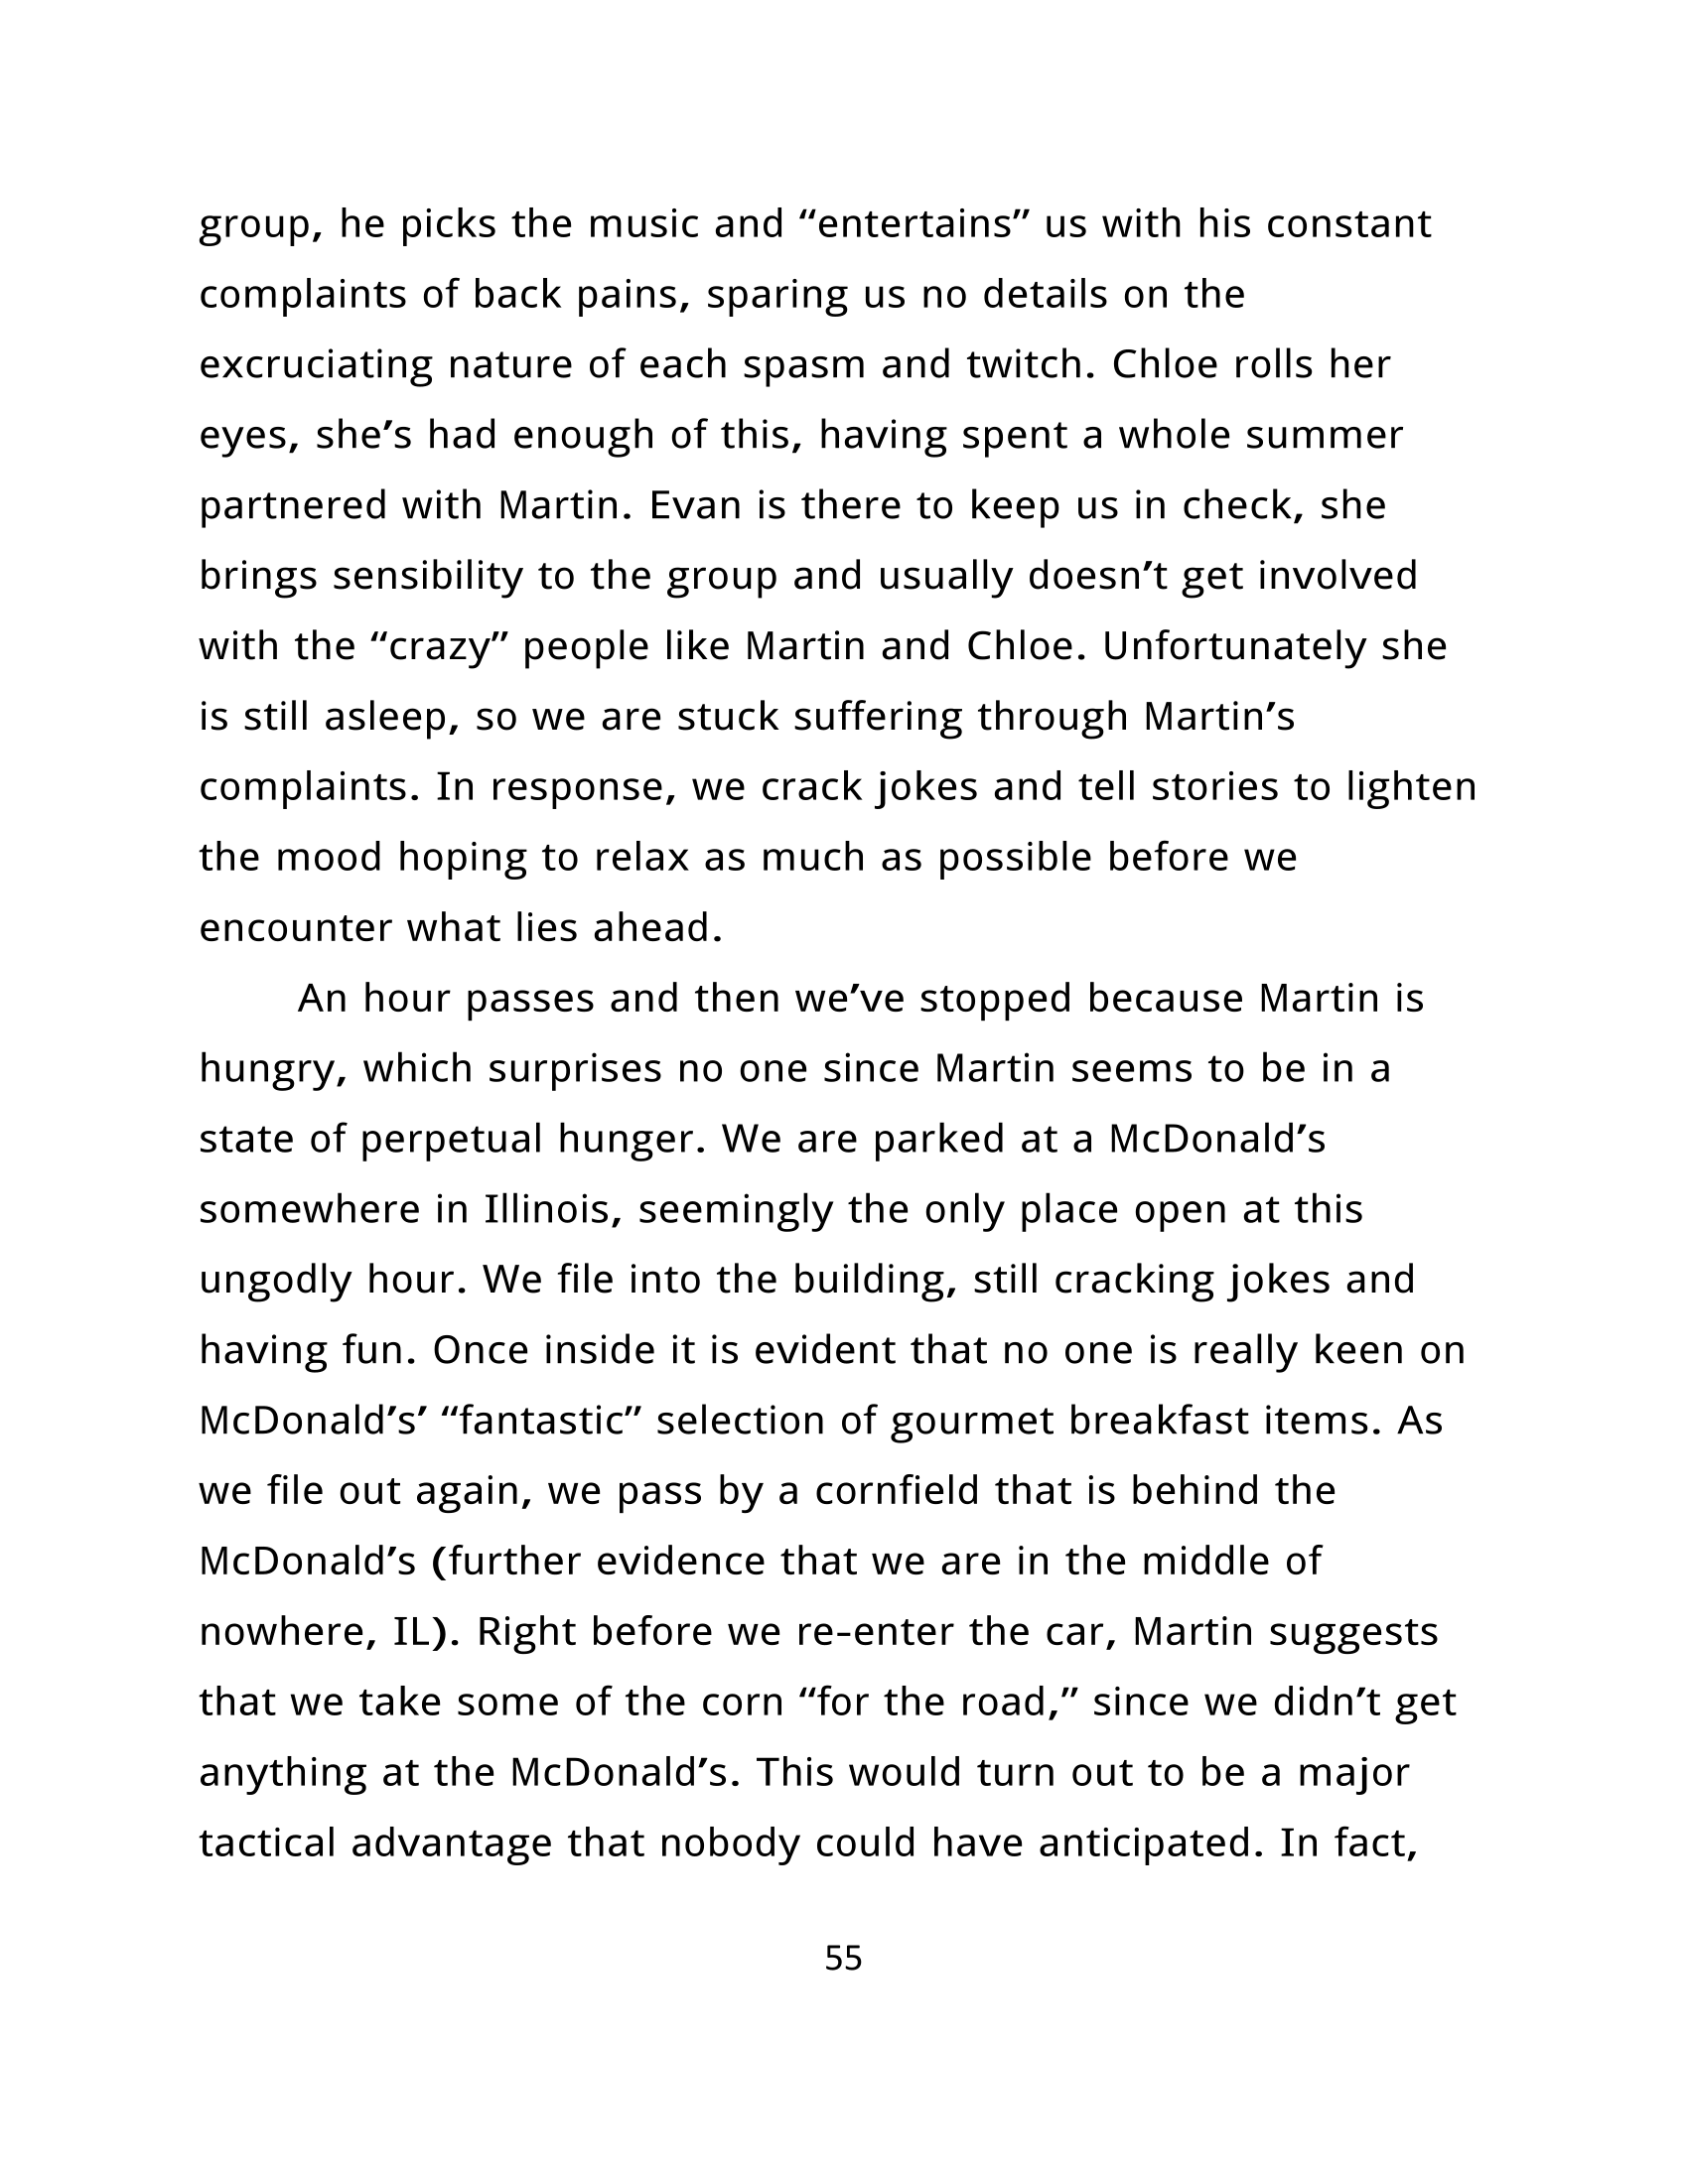 group, he picks the music and “entertains” us with his constant
complaints of back pains, sparing us no details on the
excruciating nature of each spasm and twitch. Chloe rolls her
eyes, she’s had enough of this, having spent a whole summer
partnered with Martin. Evan is there to keep us in check, she
brings sensibility to the group and usually doesn’t get involved
with the “crazy” people like Martin and Chloe. Unfortunately she
is still asleep, so we are stuck suffering through Martin’s
complaints. In response, we crack jokes and tell stories to lighten
the mood hoping to relax as much as possible before we
encounter what lies ahead.
An hour passes and then we’ve stopped because Martin is
hungry, which surprises no one since Martin seems to be in a
state of perpetual hunger. We are parked at a McDonald’s
somewhere in Illinois, seemingly the only place open at this
ungodly hour. We file into the building, still cracking jokes and
having fun. Once inside it is evident that no one is really keen on
McDonald’s’ “fantastic” selection of gourmet breakfast items. As
we file out again, we pass by a cornfield that is behind the
McDonald’s (further evidence that we are in the middle of
nowhere, IL). Right before we re-enter the car, Martin suggests
that we take some of the corn “for the road,” since we didn’t get
anything at the McDonald’s. This would turn out to be a major
tactical advantage that nobody could have anticipated. In fact,
55